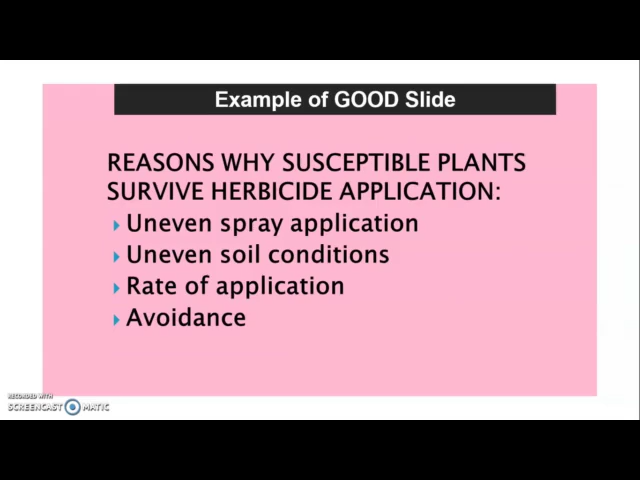 Example of GOOD Slide
REASONS WHY SUSCEPTIBLE PLANTS
SURVIVE HERBICIDE APPLICATION:
Uneven spray application
Uneven soil conditions
Rate of application
Avoidance
RECORDED WITH
SCREENCAST MATIC